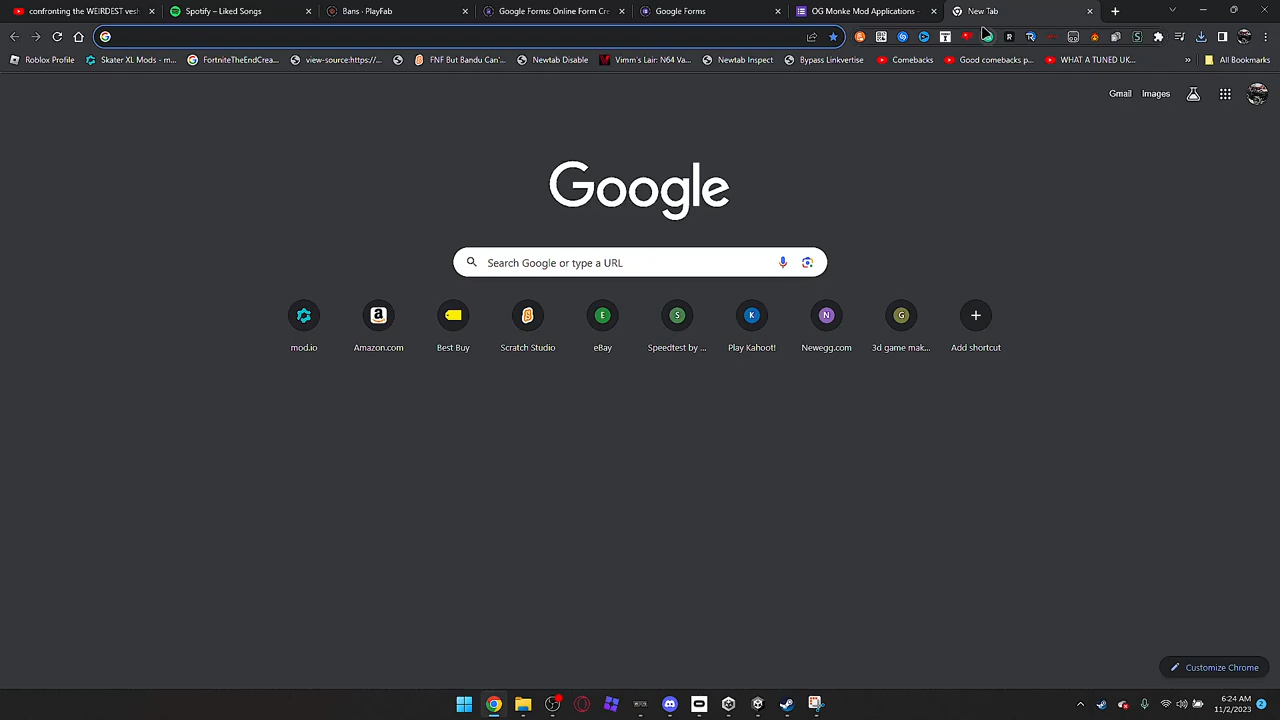 confronting the WEIRDEST vesl
Spotify – Liked Songs
Bans · PlayFab
Google Forms: Online Form Cr
Google Forms
OG Monke Mod Applications -
New Tab
Roblox Profile
Skater XL Mods - m...
FortniteTheEndCrea...
view-source:https://...
FNF But Bandu Can'...
Newtab Disable
Vimm's Lair: N64 Va...
Newtab Inspect
Bypass Linkvertise
Comebacks
Good comebacks p...
WHAT A TUNED UK...
» All Bookmarks
Gmail Images
Google
Search Google or type a URL
mod.io
Amazon.com
Best Buy
Scratch Studio
eBay
Speedtest by ...
Play Kahoot!
Newegg.com
3d game mak...
Add shortcut
Customize Chrome
6:24 AM
11/2/2023